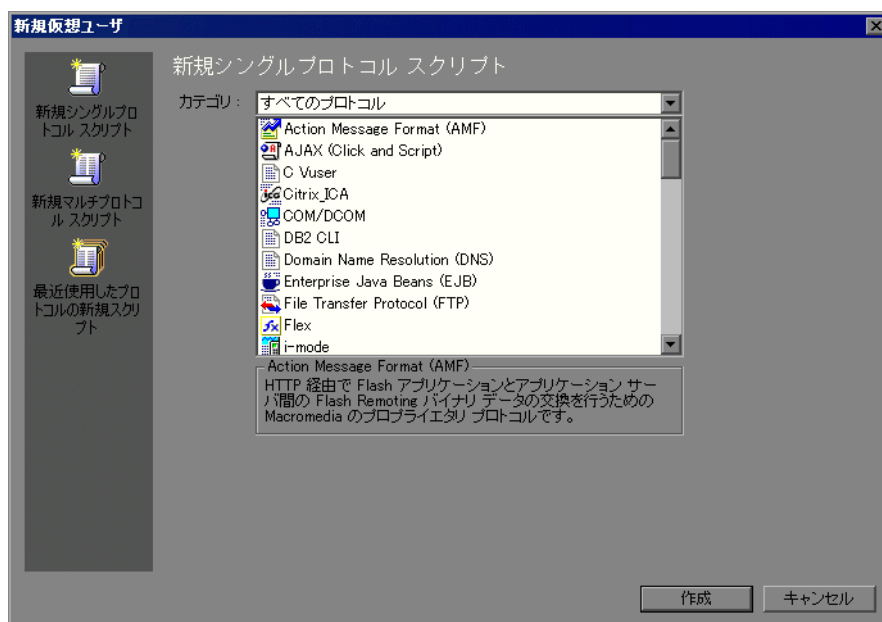 新規仮想ユーザ
新規シングルプロ
トコル スクリプト
新規マルチプロトコ
ル スクリプト
最近使用したプロ
トコルの新規スクリ
プト
新規シングルプロトコル スクリプト
カテゴリ :
すべてのプロトコル
Action Message Format (AMF)
AJAX (Click and Script)
C Vuser
Citrix_ICA
COM/DCOM
DB2 CLI
Domain Name Resolution (DNS)
Enterprise Java Beans (EJB)
File Transfer Protocol (FTP)
Flex
i-mode
Action Message Format (AMF)
HTTP 経由で Flash アプリケーションとアプリケーション サー
バ間の Flash Remoting バイナリ データの交換を行うための
Macromedia のプロプライエタリ プロトコルです。
作成
キャンセル